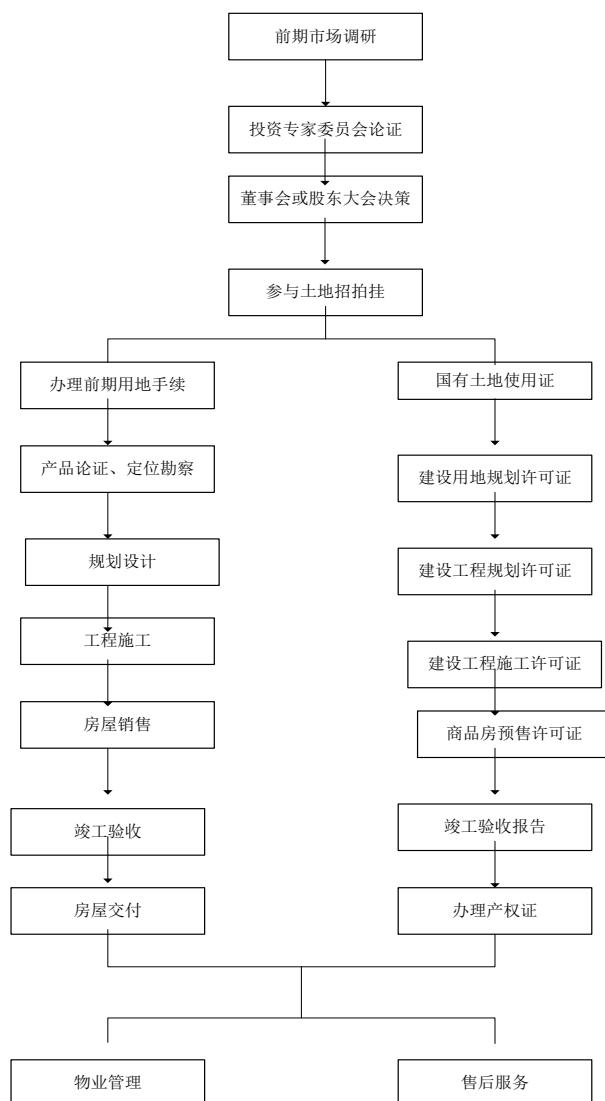 前期市场调研
投资专家委员会论证
董事会或股东大会决策
参与土地招拍挂
办理前期用地手续
国有土地使用证
产品论证、定位勘察
建设用地规划许可证
规划设计
建设工程规划许可证
工程施工
建设工程施工许可证
房屋销售
商品房预售许可证
竣工验收
竣工验收报告
房屋交付
办理产权证
物业管理
售后服务